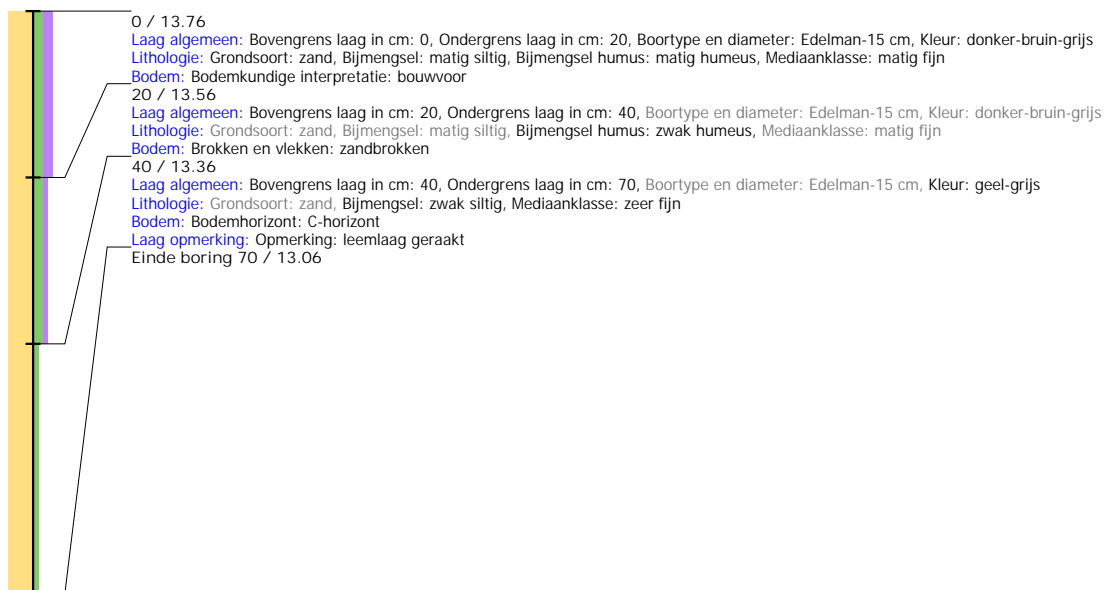 0 / 13.76
Laag algemeen: Bovengrens laag in cm: 0, Ondergrens laag in cm: 20, Boortype en diameter: Edelman-15 cm, Kleur: donker-bruin-grijs
Lithologie: Grondsoort: zand, Bijmengsel: matig siltig, Bijmengsel humus: matig humeus, Mediaanklasse: matig fijn
Bodem: Bodemkundige interpretatie: bouwvoor
20 / 13.56
Laag algemeen: Bovengrens laag in cm: 20, Ondergrens laag in cm: 40, Boortype en diameter: Edelman-15 cm, Kleur: donker-bruin-grijs
Lithologie: Grondsoort: zand, Bijmengsel: matig siltig, Bijmengsel humus: zwak humeus, Mediaanklasse: matig fijn
Bodem: Brokken en vlekken: zandbrokken
40 / 13.36
Laag algemeen: Bovengrens laag in cm: 40, Ondergrens laag in cm: 70, Boortype en diameter: Edelman-15 cm, Kleur: geel-grijs
Lithologie: Grondsoort: zand, Bijmengsel: zwak siltig, Mediaanklasse: zeer fijn
Bodem: Bodemhorizont: C-horizont
Laag opmerking: Opmerking: leemlaag geraakt
Einde boring 70 / 13.06